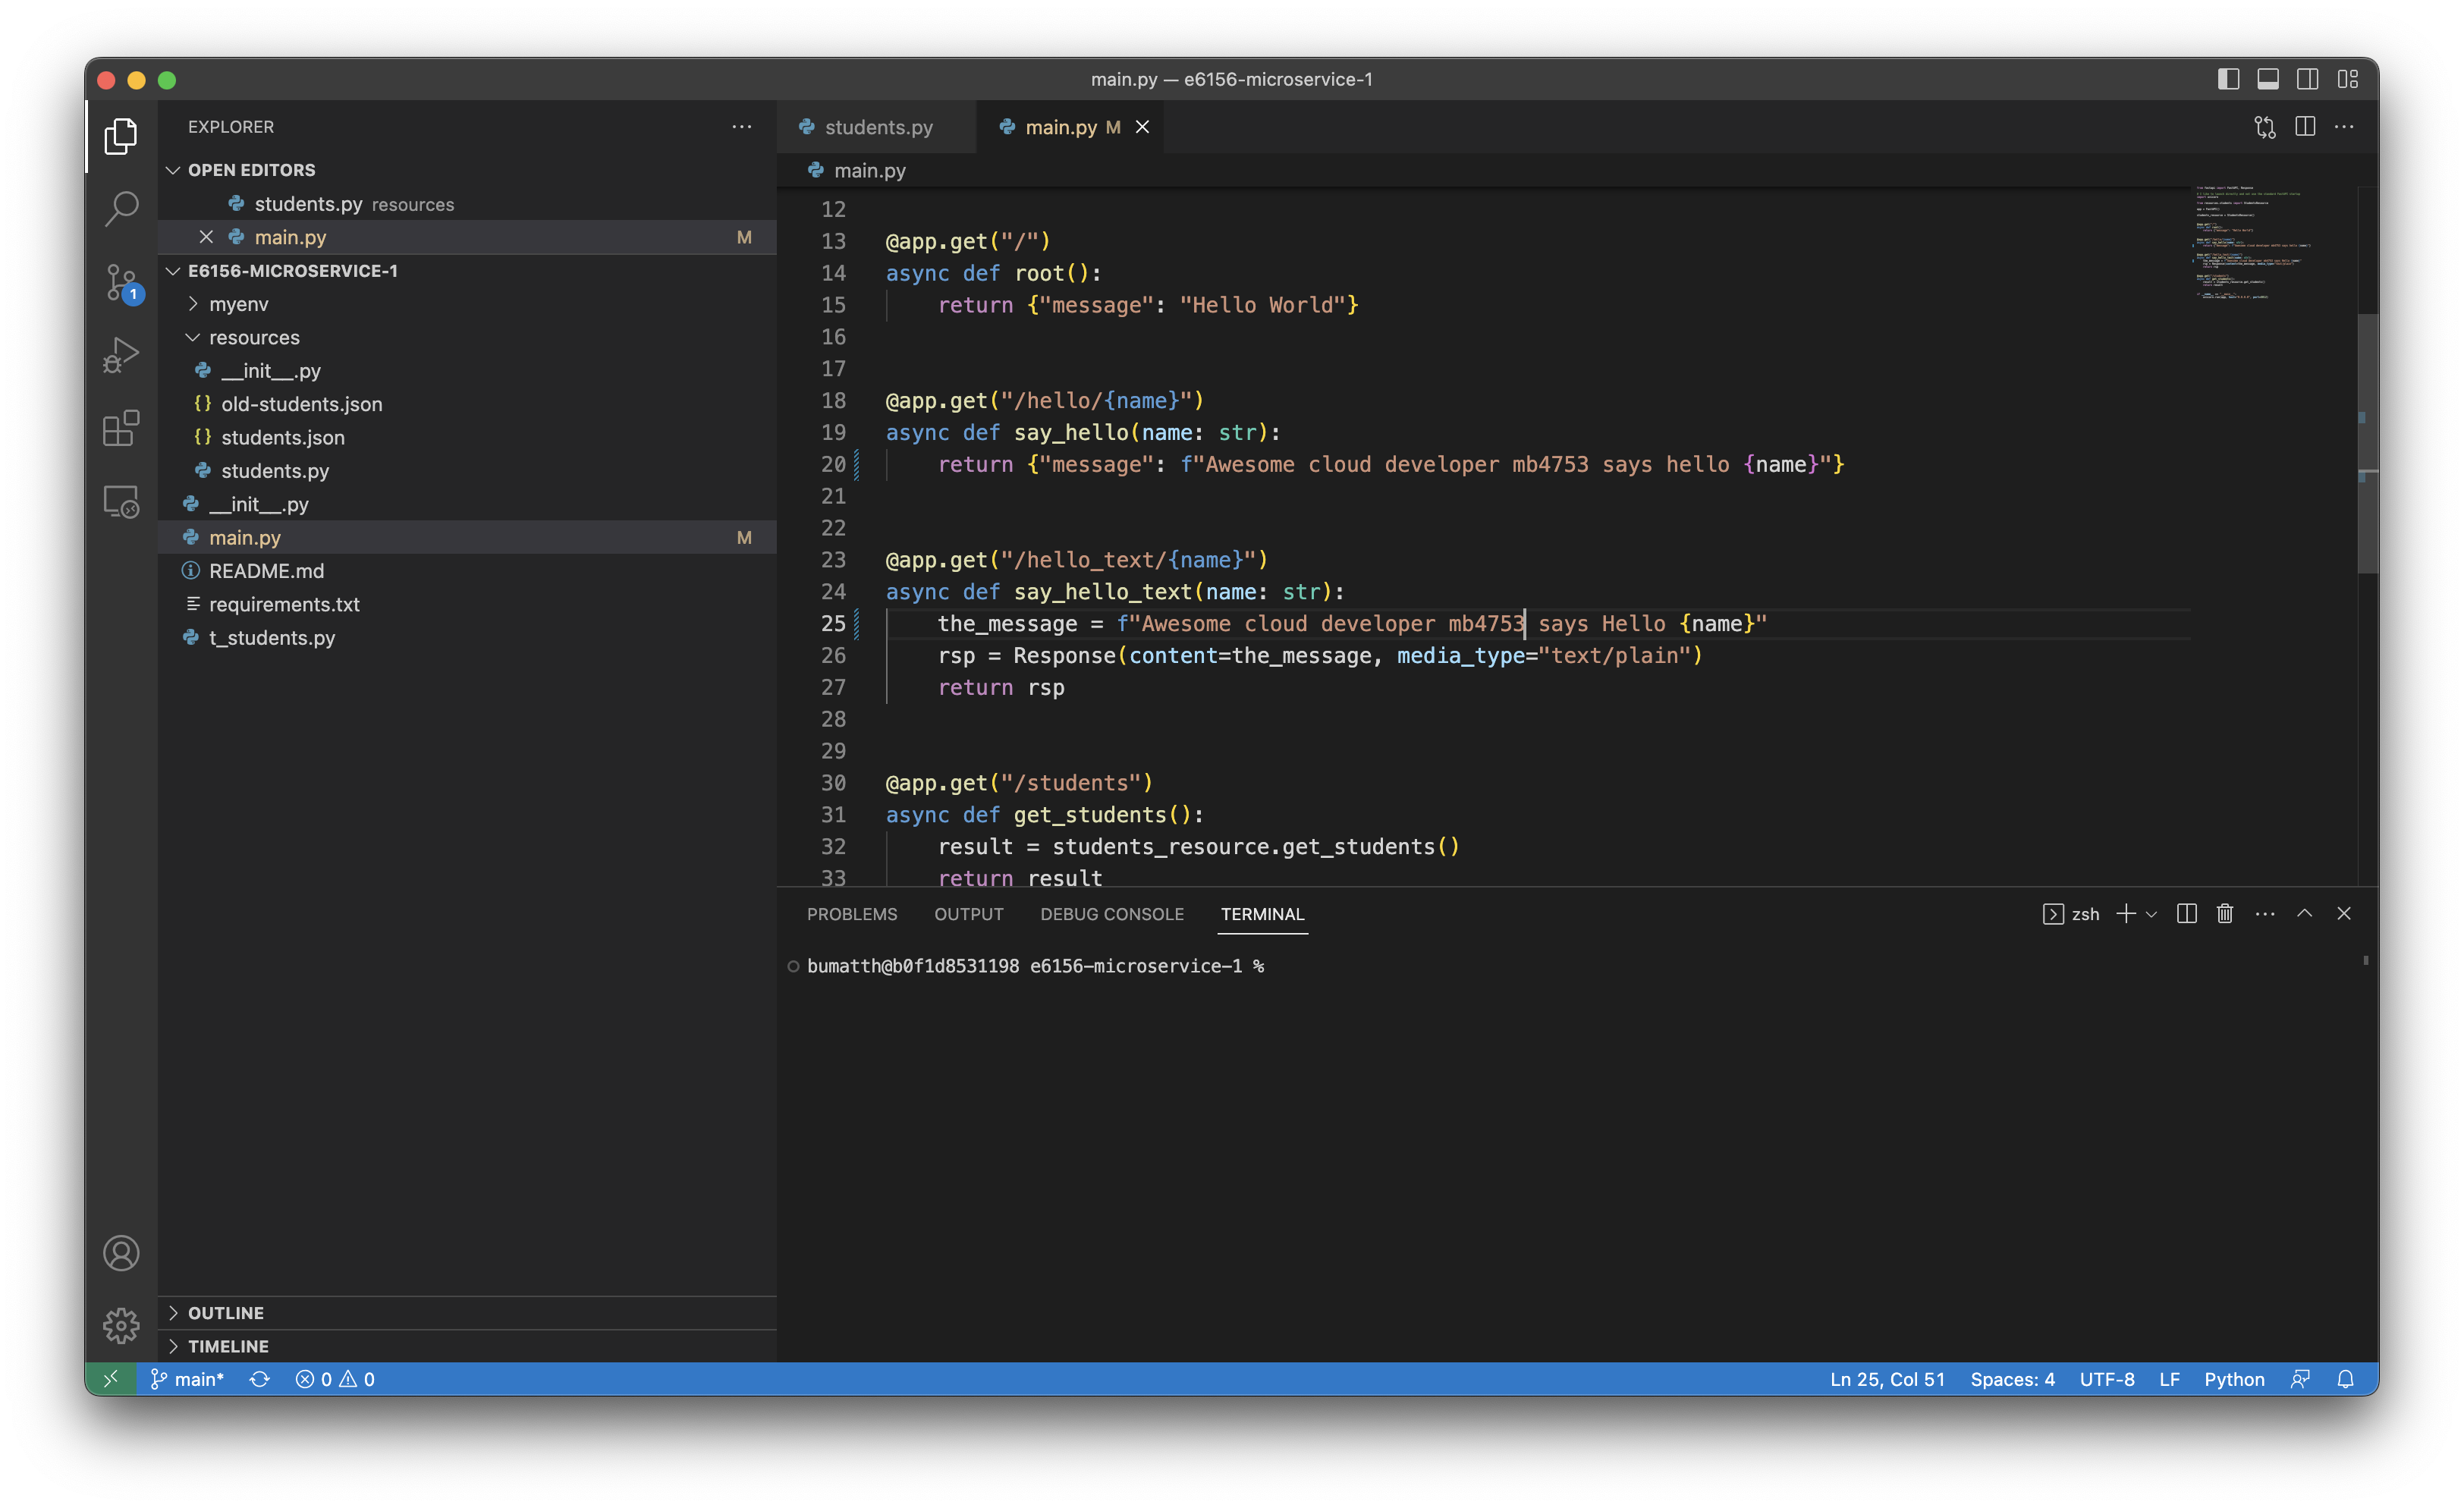 main.py — e6156-microservice-1
EXPLORER
OPEN EDITORS
students.py resources
main.py M
E6156-MICROSERVICE-1
myenv
resources
__init__.py
old-students.json
students.json
students.py
__init__.py
main.py M
README.md
requirements.txt
t_students.py
OUTLINE
TIMELINE
1
students.py
main.py M
main.py
12
13 @app.get("/")
14 async def root():
15     return {"message": "Hello World"}
16
17
18 @app.get("/hello/{name}")
19 async def say_hello(name: str):
20     return {"message": f"Awesome cloud developer mb4753 says hello {name}"}
21
22
23 @app.get("/hello_text/{name}")
24 async def say_hello_text(name: str):
25     the_message = f"Awesome cloud developer mb4753 says Hello {name}"
26     rsp = Response(content=the_message, media_type="text/plain")
27     return rsp
28
29
30 @app.get("/students")
31 async def get_students():
32     result = students_resource.get_students()
33     return result
PROBLEMS OUTPUT DEBUG CONSOLE TERMINAL zsh
bumatth@b0f1d8531198 e6156-microservice-1 %
main* 0 0 Ln 25, Col 51 Spaces: 4 UTF-8 LF Python